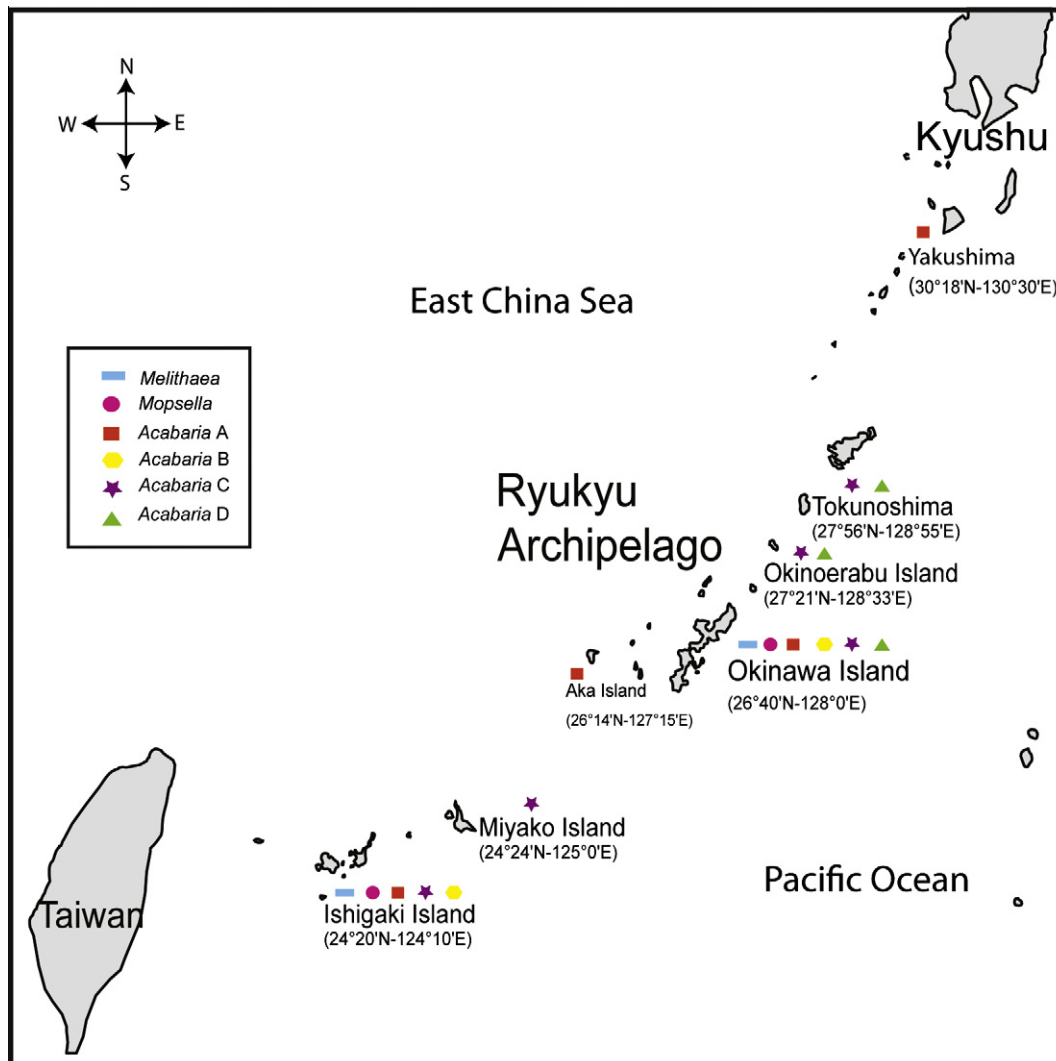 N
W E
S
Kyushu
Yakushima
(30°18'N-130°30'E)
East China Sea
Melithaea
Mopsella
Acabaria A
Acabaria B
Acabaria C
Acabaria D
Ryukyu
Archipelago
Tokunoshima
(27°56'N-128°55'E)
Okinoerabu Island
(27°21'N-128°33'E)
Okinawa Island
(26°40'N-128°0'E)
Aka Island
(26°14'N-127°15'E)
Miyako Island
(24°24'N-125°0'E)
Pacific Ocean
Taiwan
Ishigaki Island
(24°20'N-124°10'E)